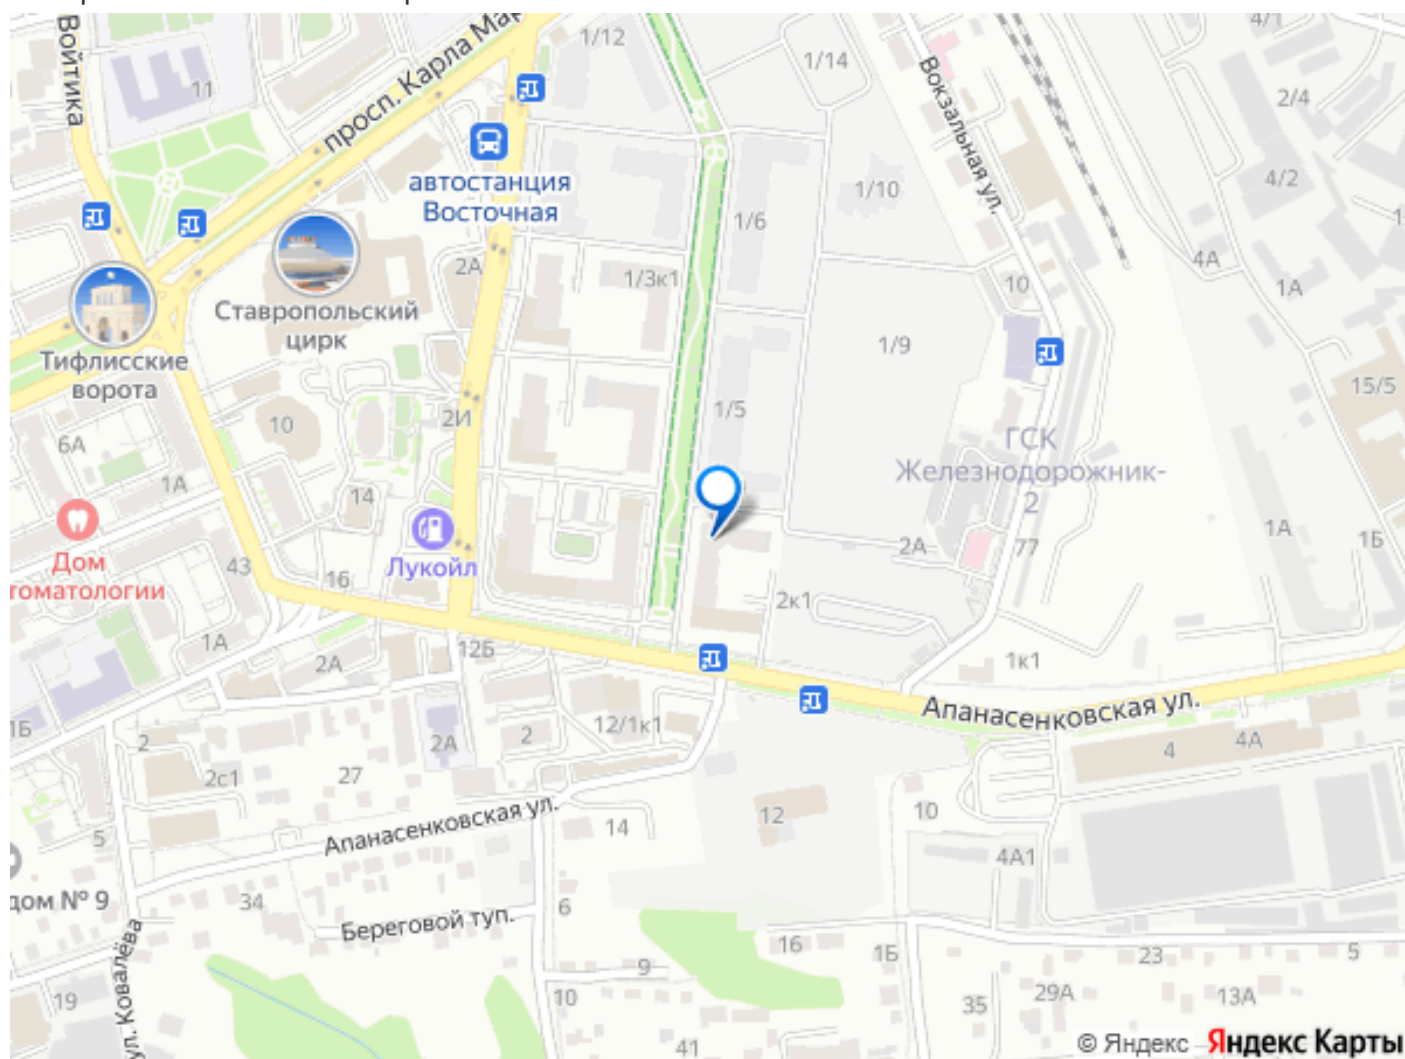 Войтика
11
просп. Карла Мар
1/12
1/14
Вокзальная ул.
4/1
2/4
4/2
автостанция
Восточная
1/10
1/6
2А
1/3к1
4А
1А
10
Ставропольский
цирк
Тифлисские
ворота
1/9
15/5
1/5
2И
10
6А
1А
14
ГСК
Железнодорожник-
2
Дом
томатологии
Лукойл
43
16
2А
77
1А
1Б
2к1
1А
2А
12Б
1к1
Апанасенковская ул.
1Б
2
2А
2
12/1к1
4
4А
2с1
27
Апанасенковская ул.
14
12
10
5
4А1
дом № 9
34
Береговой туп.
6
16
1Б
23
5
ул. Ковалёва
19
9
10
35
29А
13А
41
© Яндекс
Яндекс Карты